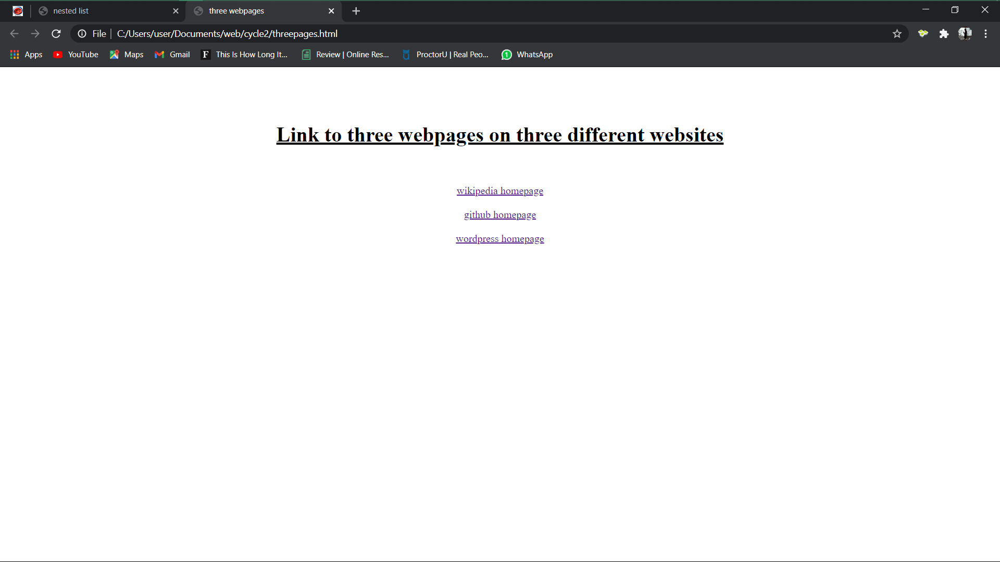 nested list
three webpages
File
C:/Users/user/Documents/web/cycle2/threepages.html
Apps
YouTube
Maps
Gmail
F This Is How Long It...
Review | Online Res...
ProctorU | Real Peo...
1 WhatsApp
Link to three webpages on three different websites
wikipedia homepage
github homepage
wordpress homepage